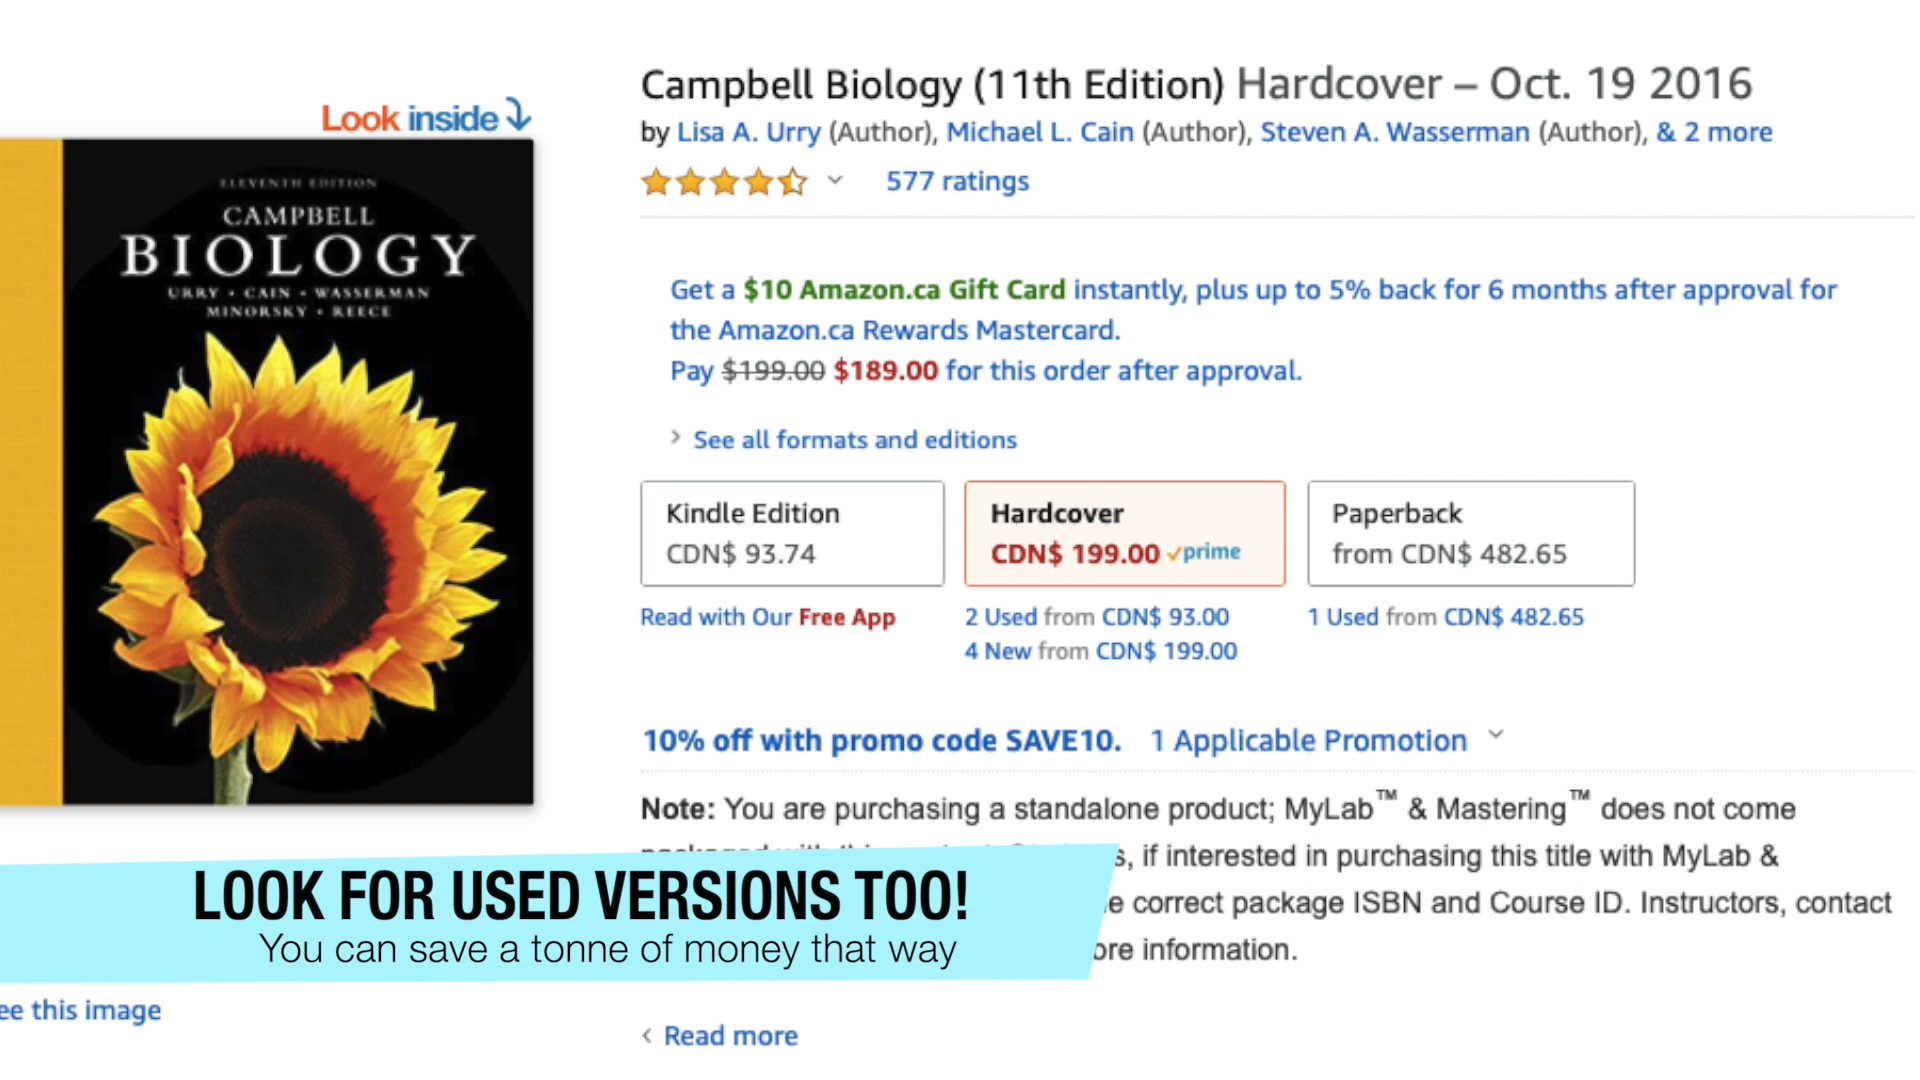 Look inside
ELEVENTH EDITION
CAMPBELL
BIOLOGY
URRY • CAIN • WASSERMAN
MINORSKY • REECE
Campbell Biology (11th Edition) Hardcover – Oct. 19 2016
by Lisa A. Urry (Author), Michael L. Cain (Author), Steven A. Wasserman (Author), & 2 more
577 ratings
Get a $10 Amazon.ca Gift Card instantly, plus up to 5% back for 6 months after approval for
the Amazon.ca Rewards Mastercard.
Pay $199.00 $189.00 for this order after approval.
See all formats and editions
Kindle Edition
CDN$ 93.74
Read with Our Free App
Hardcover
CDN$ 199.00 prime
2 Used from CDN$ 93.00
4 New from CDN$ 199.00
Paperback
from CDN$ 482.65
1 Used from CDN$ 482.65
10% off with promo code SAVE10. 1 Applicable Promotion
Note: You are purchasing a standalone product; MyLab™ & Mastering™ does not come
if interested in purchasing this title with MyLab &
correct package ISBN and Course ID. Instructors, contact
information.
Read more
LOOK FOR USED VERSIONS TOO!
You can save a tonne of money that way
this image